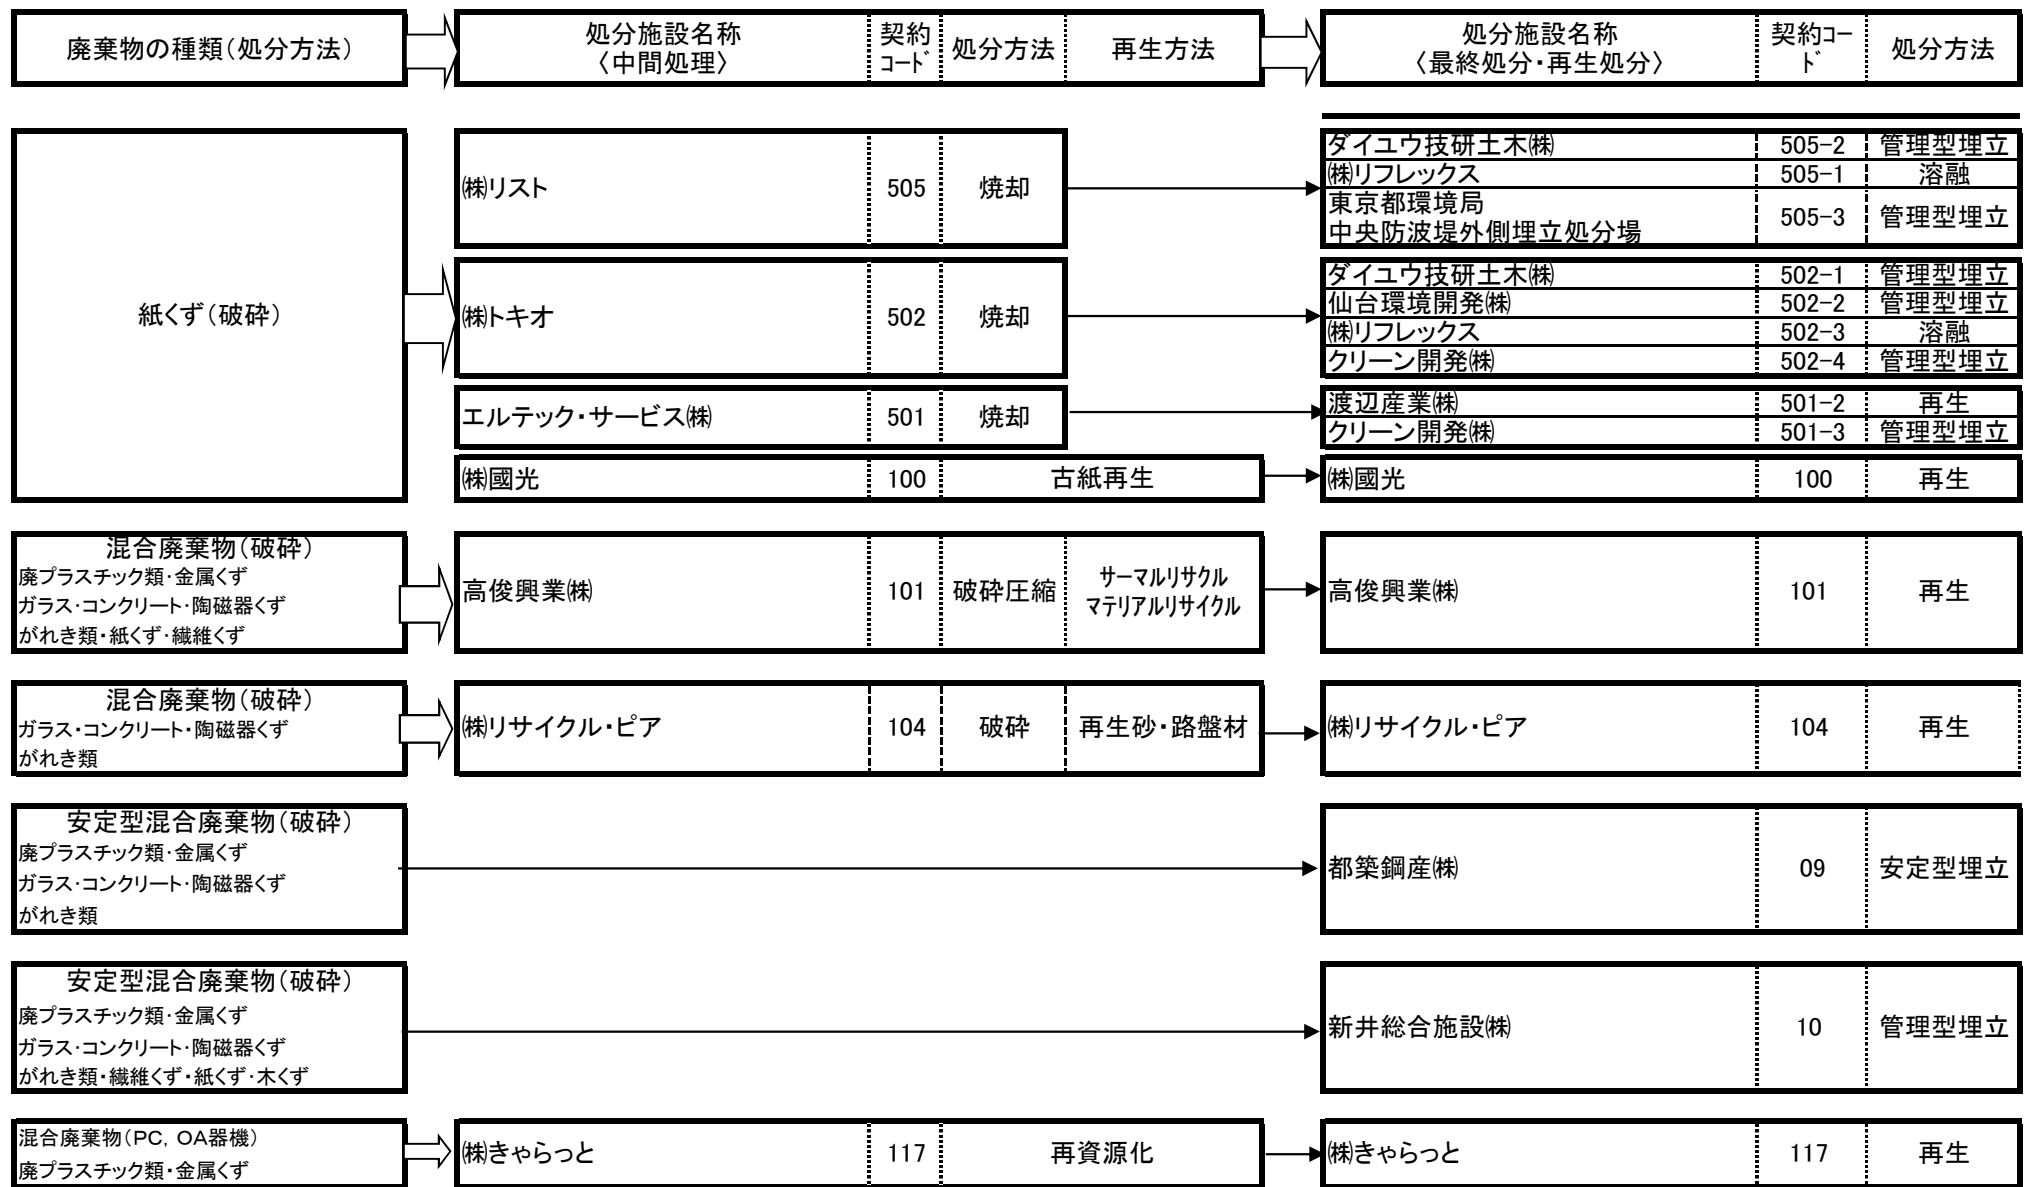 廃棄物の種類(処分方法)
処分施設名称
〈中間処理〉
契約
コード
処分方法
再生方法
処分施設名称
〈最終処分・再生処分〉
契約コー
ド
処分方法
紙くず(破砕)
㈱リスト 505 焼却
ダイユウ技研土木㈱ 505-2 管理型埋立
㈱リフレックス 505-1 溶融
東京都環境局
中央防波堤外側埋立処分場
505-3 管理型埋立
㈱トキオ 502 焼却
ダイユウ技研土木㈱ 502-1 管理型埋立
仙台環境開発㈱ 502-2 管理型埋立
㈱リフレックス 502-3 溶融
クリーン開発㈱ 502-4 管理型埋立
エルテック・サービス㈱ 501 焼却
渡辺産業㈱ 501-2 再生
クリーン開発㈱ 501-3 管理型埋立
㈱國光 100 古紙再生
㈱國光 100 再生
混合廃棄物(破砕)
廃プラスチック類・金属くず
ガラス・コンクリート・陶磁器くず
がれき類・紙くず・繊維くず
高俊興業㈱ 101 破砕圧縮
サーマルリサクル
マテリアルリサイクル
高俊興業㈱ 101 再生
混合廃棄物(破砕)
ガラス・コンクリート・陶磁器くず
がれき類
㈱リサイクル・ピア 104 破砕 再生砂・路盤材
㈱リサイクル・ピア 104 再生
安定型混合廃棄物(破砕)
廃プラスチック類・金属くず
ガラス・コンクリート・陶磁器くず
がれき類
都築鋼産㈱ 09 安定型埋立
安定型混合廃棄物(破砕)
廃プラスチック類・金属くず
ガラス・コンクリート・陶磁器くず
がれき類・繊維くず・紙くず・木くず
新井総合施設㈱ 10 管理型埋立
混合廃棄物(PC, OA器機)
廃プラスチック類・金属くず
㈱きゃらっと 117 再資源化
㈱きゃらっと 117 再生